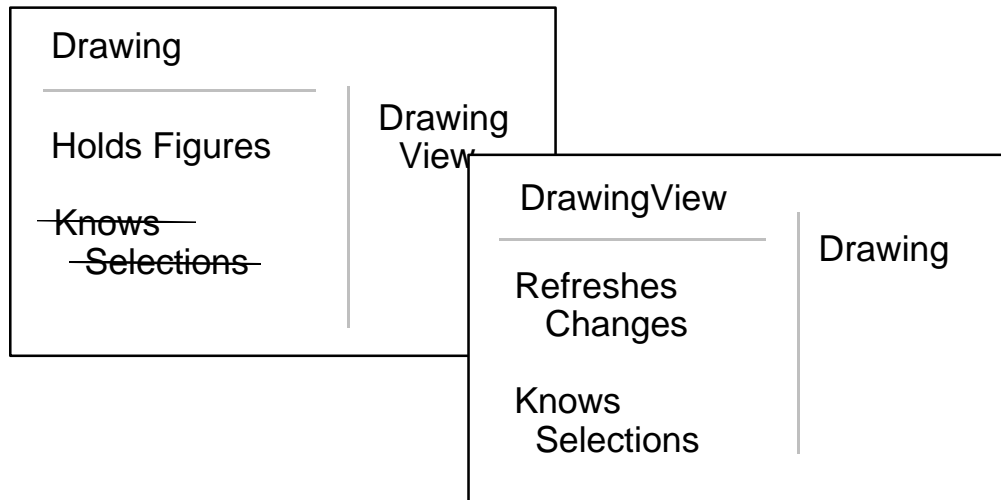 Drawing
Holds Figures
Knows
Selections
Drawing
View
DrawingView
Refreshes
Changes
Knows
Selections
Drawing